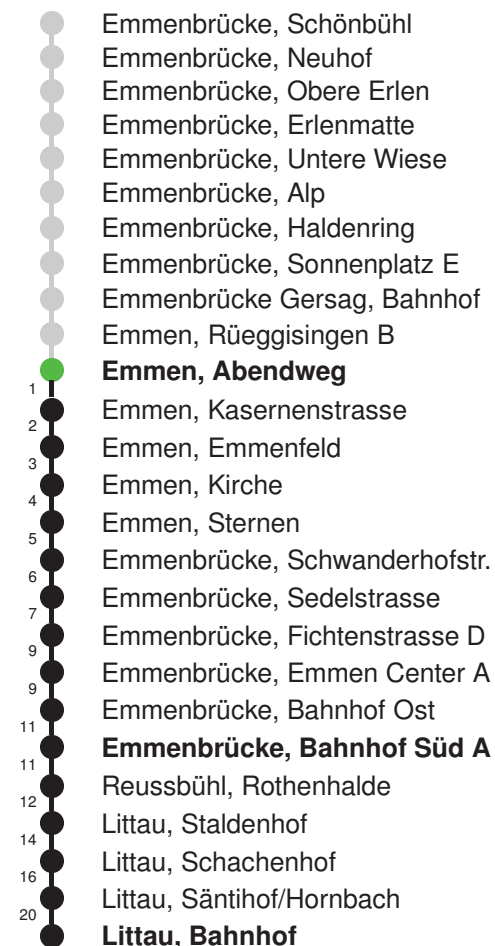 Emmenbrücke, Schönbühl
Emmenbrücke, Neuhof
Emmenbrücke, Obere Erlen
Emmenbrücke, Erlenmatte
Emmenbrücke, Untere Wiese
Emmenbrücke, Alp
Emmenbrücke, Haldenring
Emmenbrücke, Sonnenplatz E
Emmenbrücke Gersag, Bahnhof
Emmen, Rüeggisingen B
Emmen, Abendweg
1
Emmen, Kasernenstrasse
2
Emmen, Emmenfeld
3
Emmen, Kirche
4
Emmen, Sternen
5
Emmenbrücke, Schwanderhofstr.
6
Emmenbrücke, Sedelstrasse
7
Emmenbrücke, Fichtenstrasse D
9
Emmenbrücke, Emmen Center A
9
Emmenbrücke, Bahnhof Ost
11
Emmenbrücke, Bahnhof Süd A
11
Reussbühl, Rothenhalde
12
Littau, Staldenhof
14
Littau, Schachenhof
16
Littau, Säntihof/Hornbach
20
Littau, Bahnhof